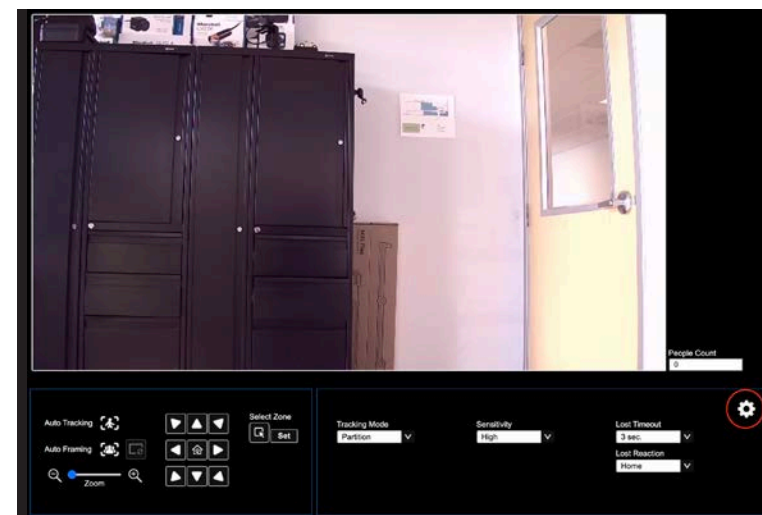 Marshall
People Count
0
Auto Tracking
Select Zone
Set
Auto Framing
Zoom
Tracking Mode
Partition
Sensitivity
High
Lost Timeout
3 sec.
Lost Reaction
Home